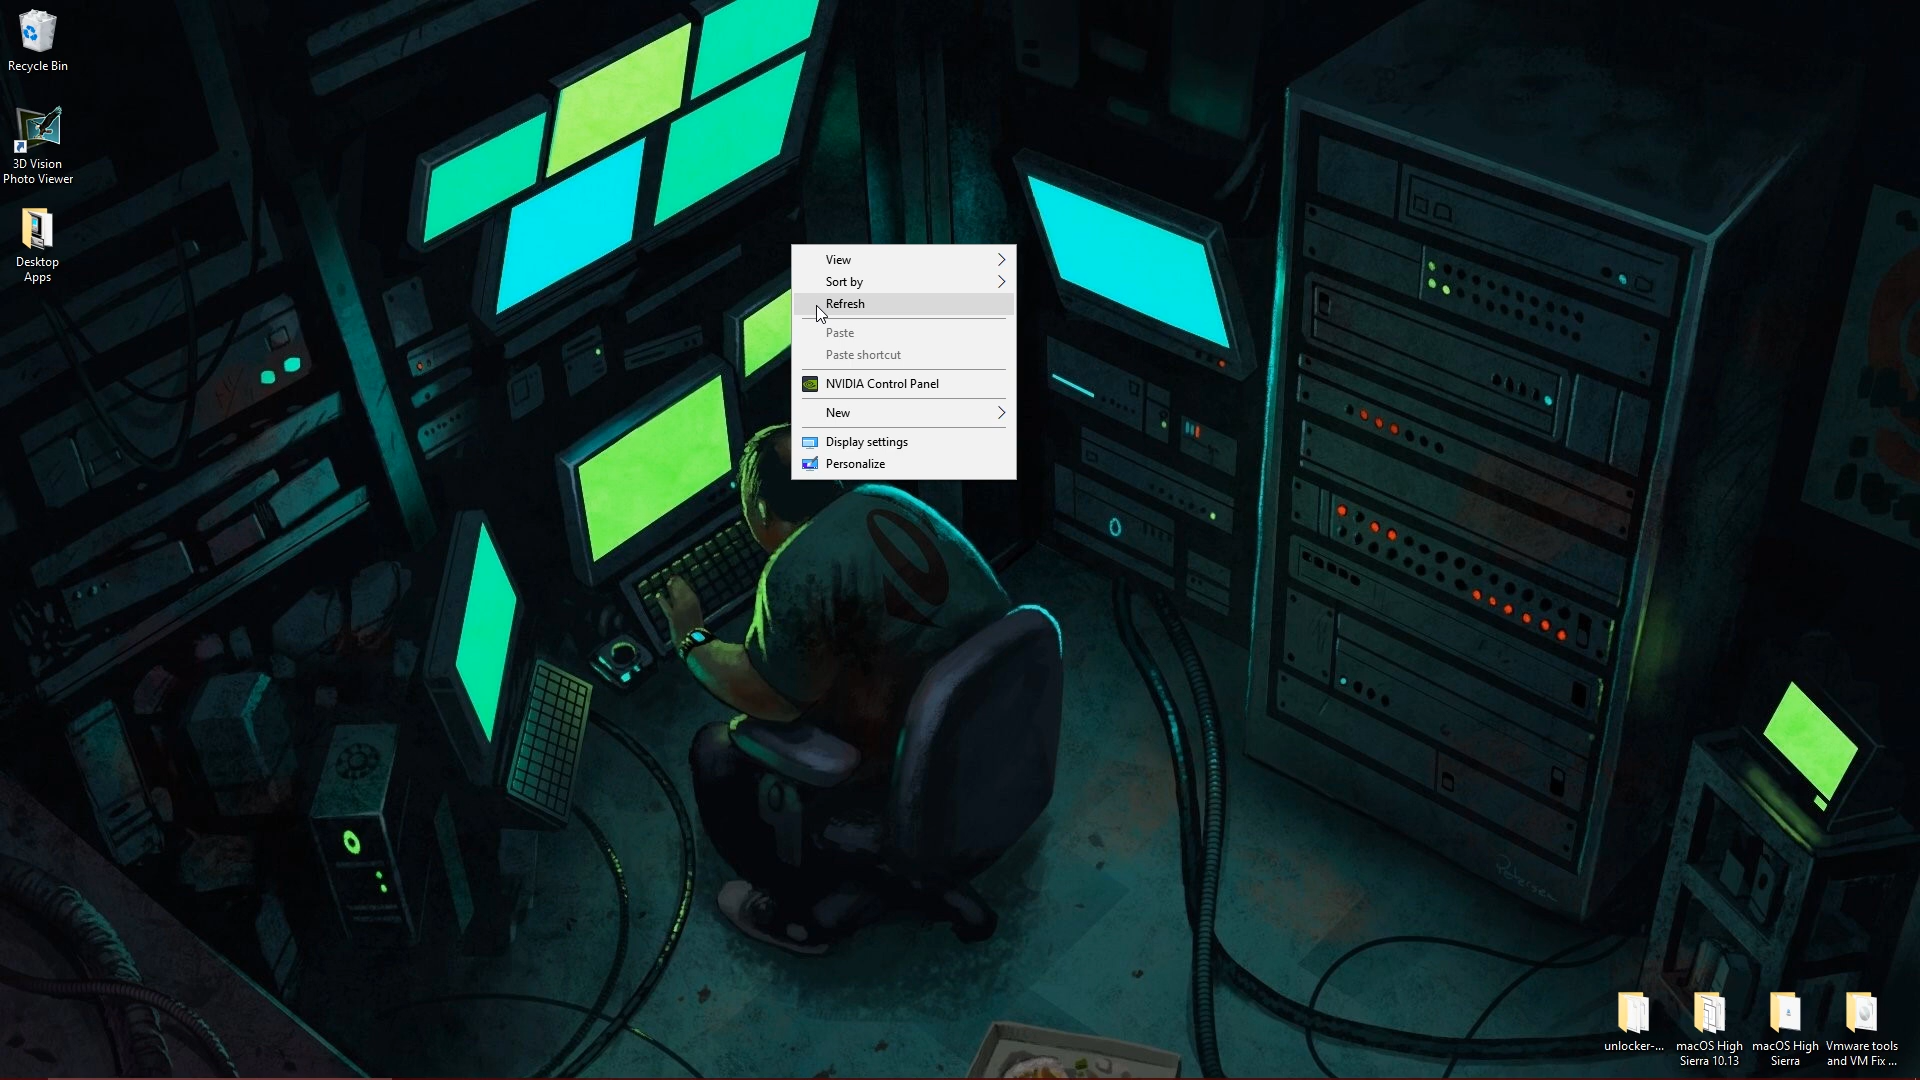 Recycle Bin
3D Vision
Photo Viewer
Desktop
Apps
View
Sort by
Refresh
Paste
Paste shortcut
NVIDIA Control Panel
New
Display settings
Personalize
Petersen
unlocker-...
macOS High
Sierra 10.13
macOS High
Sierra
Vmware tools
and VM Fix ...